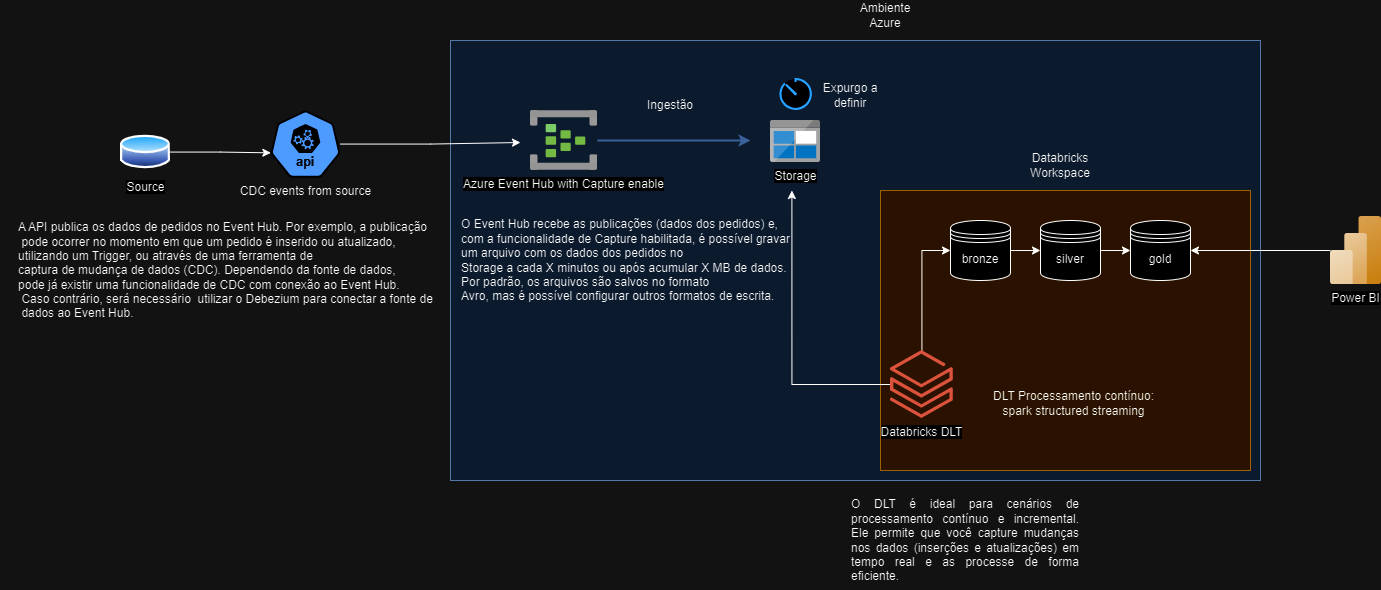 Ambiente
Azure
Expurgo a
definir
Ingestão
api
Source
CDC events from source
Azure Event Hub with Capture enable
Storage
Databricks
Workspace
A API publica os dados de pedidos no Event Hub. Por exemplo, a publicação
pode ocorrer no momento em que um pedido é inserido ou atualizado,
utilizando um Trigger, ou através de uma ferramenta de
captura de mudança de dados (CDC). Dependendo da fonte de dados,
pode já existir uma funcionalidade de CDC com conexão ao Event Hub.
Caso contrário, será necessário utilizar o Debezium para conectar a fonte de
dados ao Event Hub.
O Event Hub recebe as publicações (dados dos pedidos) e,
com a funcionalidade de Capture habilitada, é possível gravar
um arquivo com os dados dos pedidos no
Storage a cada X minutos ou após acumular X MB de dados.
Por padrão, os arquivos são salvos no formato
Avro, mas é possível configurar outros formatos de escrita.
bronze
silver
gold
Power BI
DLT Processamento contínuo:
spark structured streaming
Databricks DLT
O DLT é ideal para cenários de
processamento contínuo e incremental.
Ele permite que você capture mudanças
nos dados (inserções e atualizações) em
tempo real e as processe de forma
eficiente.